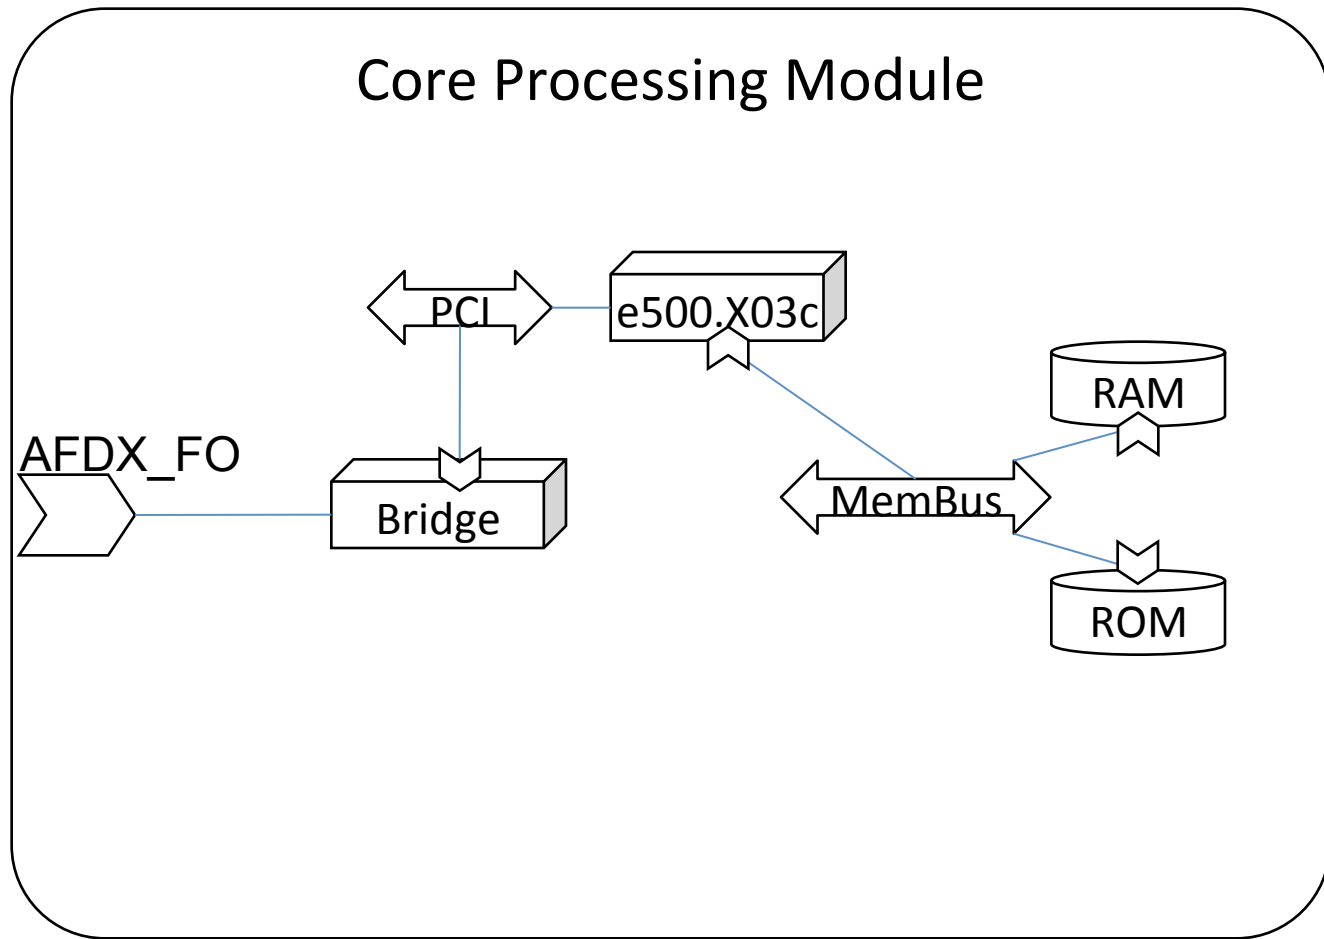 Core Processing Module
PCI
e500.X03c
RAM
AFDX_FO
MemBus
Bridge
ROM